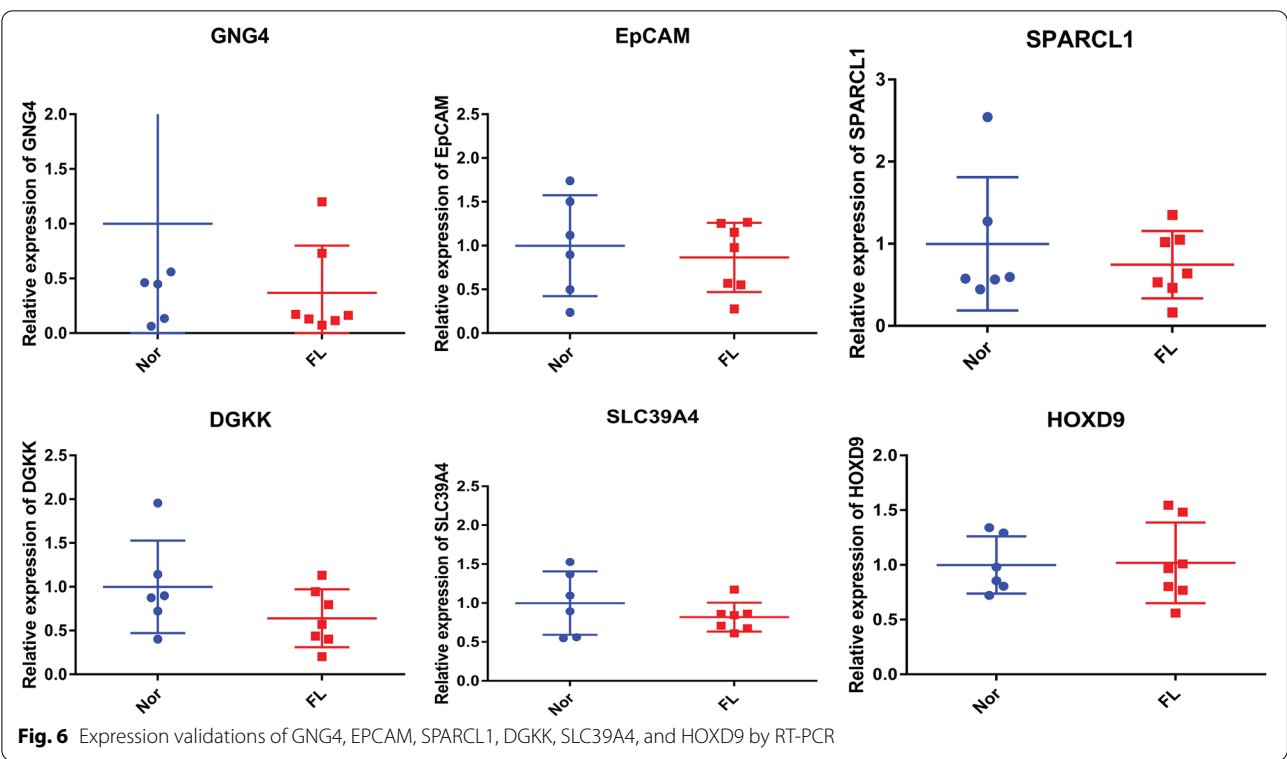 GNG4
Relative expression of GNG4
2.0
1.5
1.0
0.5
0.0
Nor
FL
EpCAM
Relative expression of EpCAM
2.5
2.0
1.5
1.0
0.5
0.0
Nor
FL
SPARCL1
Relative expression of SPARCL1
3
2
1
0
Nor
FL
DGKK
Relative expression of DGKK
2.5
2.0
1.5
1.0
0.5
0.0
Nor
FL
SLC39A4
Relative expression of SLC39A4
2.5
2.0
1.5
1.0
0.5
0.0
Nor
FL
HOXD9
Relative expression of HOXD9
2.0
1.5
1.0
0.5
0.0
Nor
FL
Fig. 6 Expression validations of GNG4, EPCAM, SPARCL1, DGKK, SLC39A4, and HOXD9 by RT-PCR